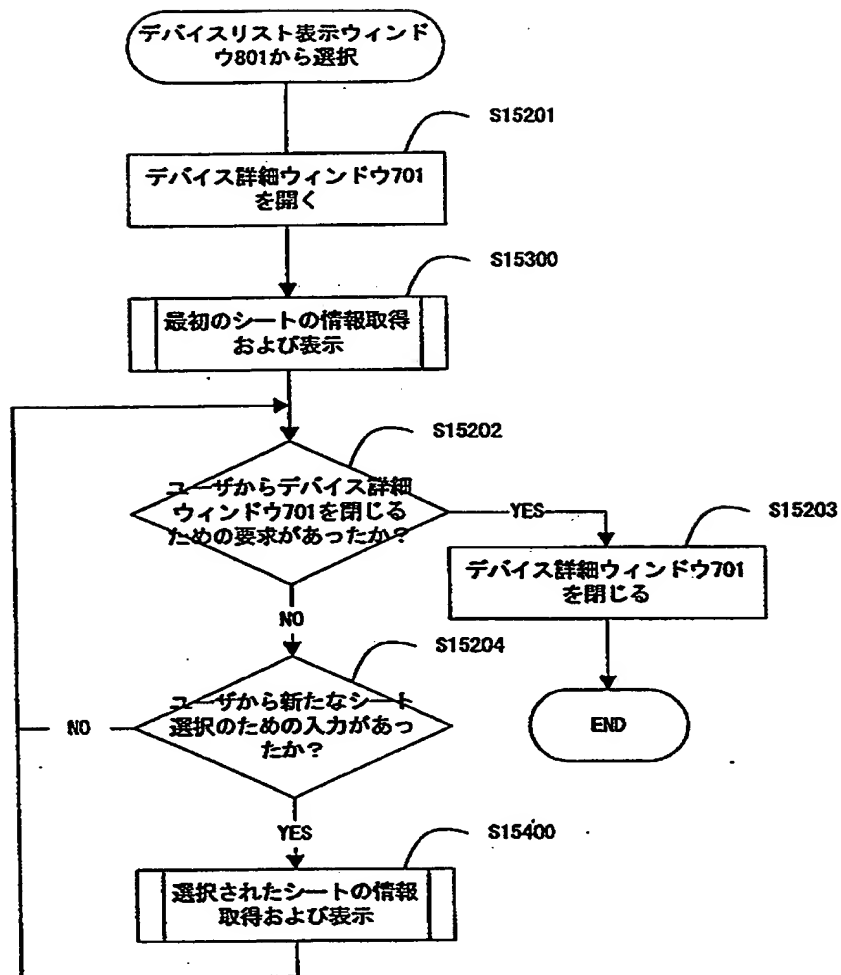 デバイスリスト表示ウィンド
ウ801から選択
S15201
デバイス詳細ウィンドウ701
を開く
S15300
最初のシートの情報取得
および表示
S15202
ユーザからデバイス詳細
ウィンドウ701を閉じる
ための要求があったか？
YES
S15203
デバイス詳細ウィンドウ701
を閉じる
NO
S15204
ユーザから新たなシート
選択のための入力があっ
たか？
NO
END
YES
S15400
選択されたシートの情報
取得および表示